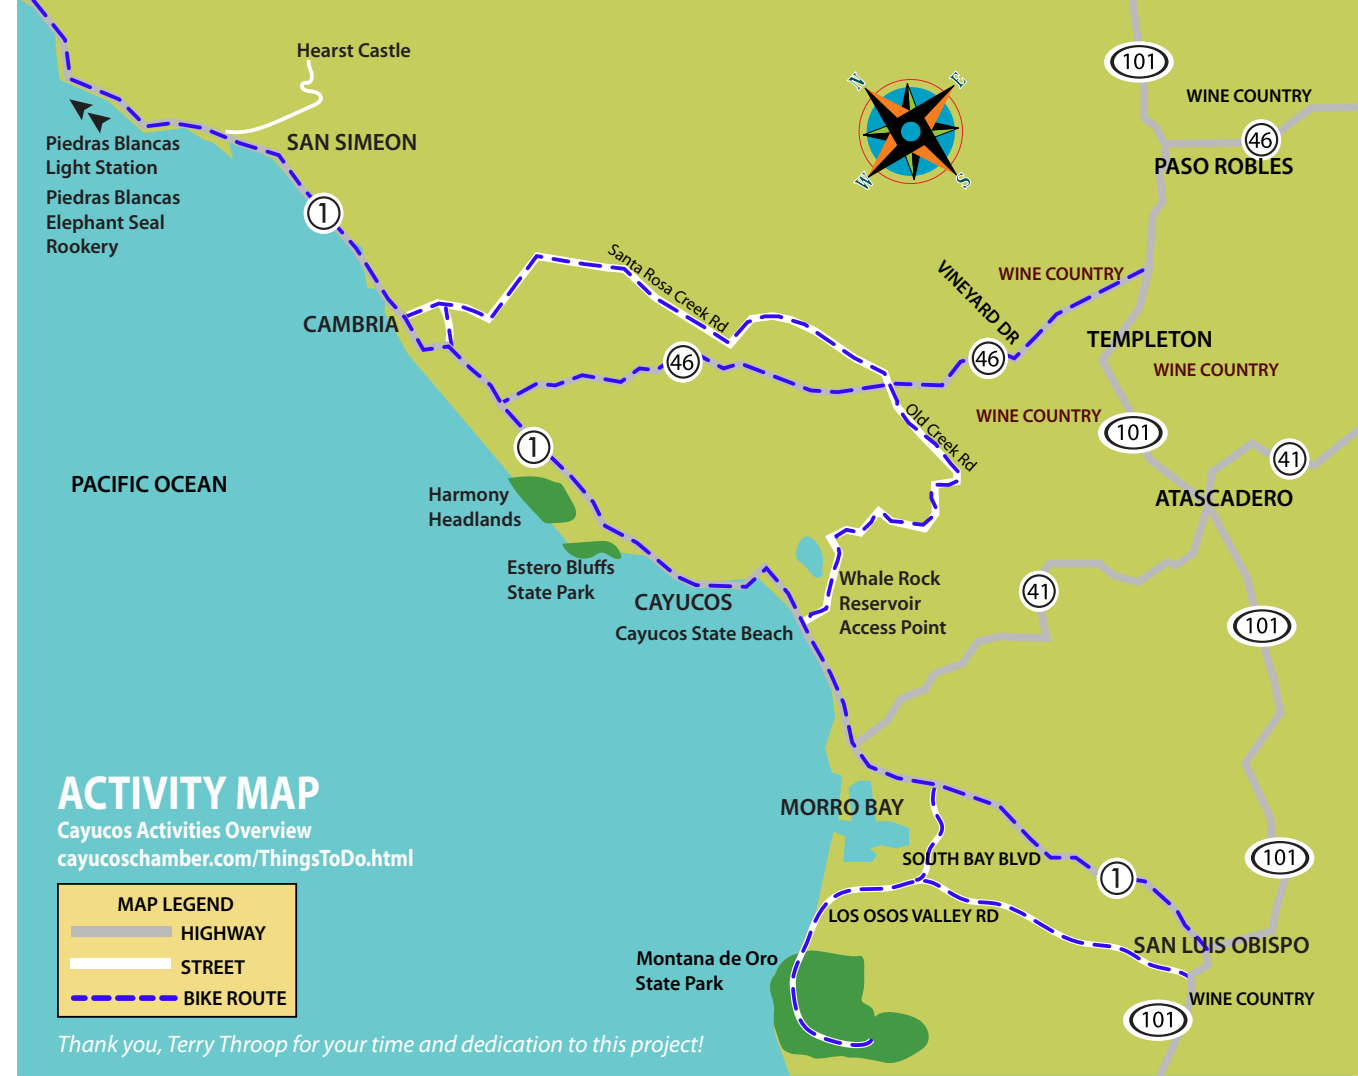 Hearst Castle
101
WINE COUNTRY
N
E
W
S
46
PASO ROBLES
Piedras Blancas
Light Station
SAN SIMEON
Piedras Blancas
Elephant Seal
Rookery
1
Santa Rosa Creek Rd
VINEYARD DR
WINE COUNTRY
CAMBRIA
46
46
TEMPLETON
WINE COUNTRY
WINE COUNTRY
101
Old Creek Rd
1
41
PACIFIC OCEAN
Harmony
Headlands
ATASCADERO
Estero Bluffs
State Park
CAYUCOS
Cayucos State Beach
Whale Rock
Reservoir
Access Point
41
101
ACTIVITY MAP
Cayucos Activities Overview
cayucoschamber.com/ThingsToDo.html
MORRO BAY
SOUTH BAY BLVD
1
101
LOS OSOS VALLEY RD
SAN LUIS OBISPO
Montana de Oro
State Park
WINE COUNTRY
101
MAP LEGEND
HIGHWAY
STREET
BIKE ROUTE
Thank you, Terry Throop for your time and dedication to this project!